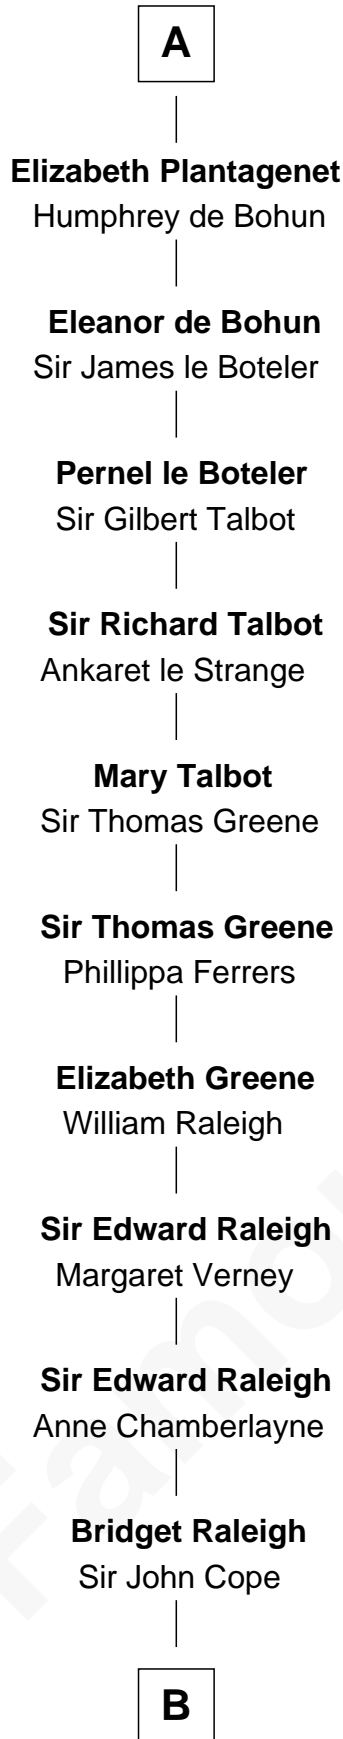 A
Elizabeth Plantagenet
Humphrey de Bohun
Eleanor de Bohun
Sir James le Boteler
Pernel le Boteler
Sir Gilbert Talbot
Sir Richard Talbot
Ankaret le Strange
Mary Talbot
Sir Thomas Greene
Sir Thomas Greene
Phillippa Ferrers
Elizabeth Greene
William Raleigh
Sir Edward Raleigh
Margaret Verney
Sir Edward Raleigh
Anne Chamberlayne
Bridget Raleigh
Sir John Cope
B